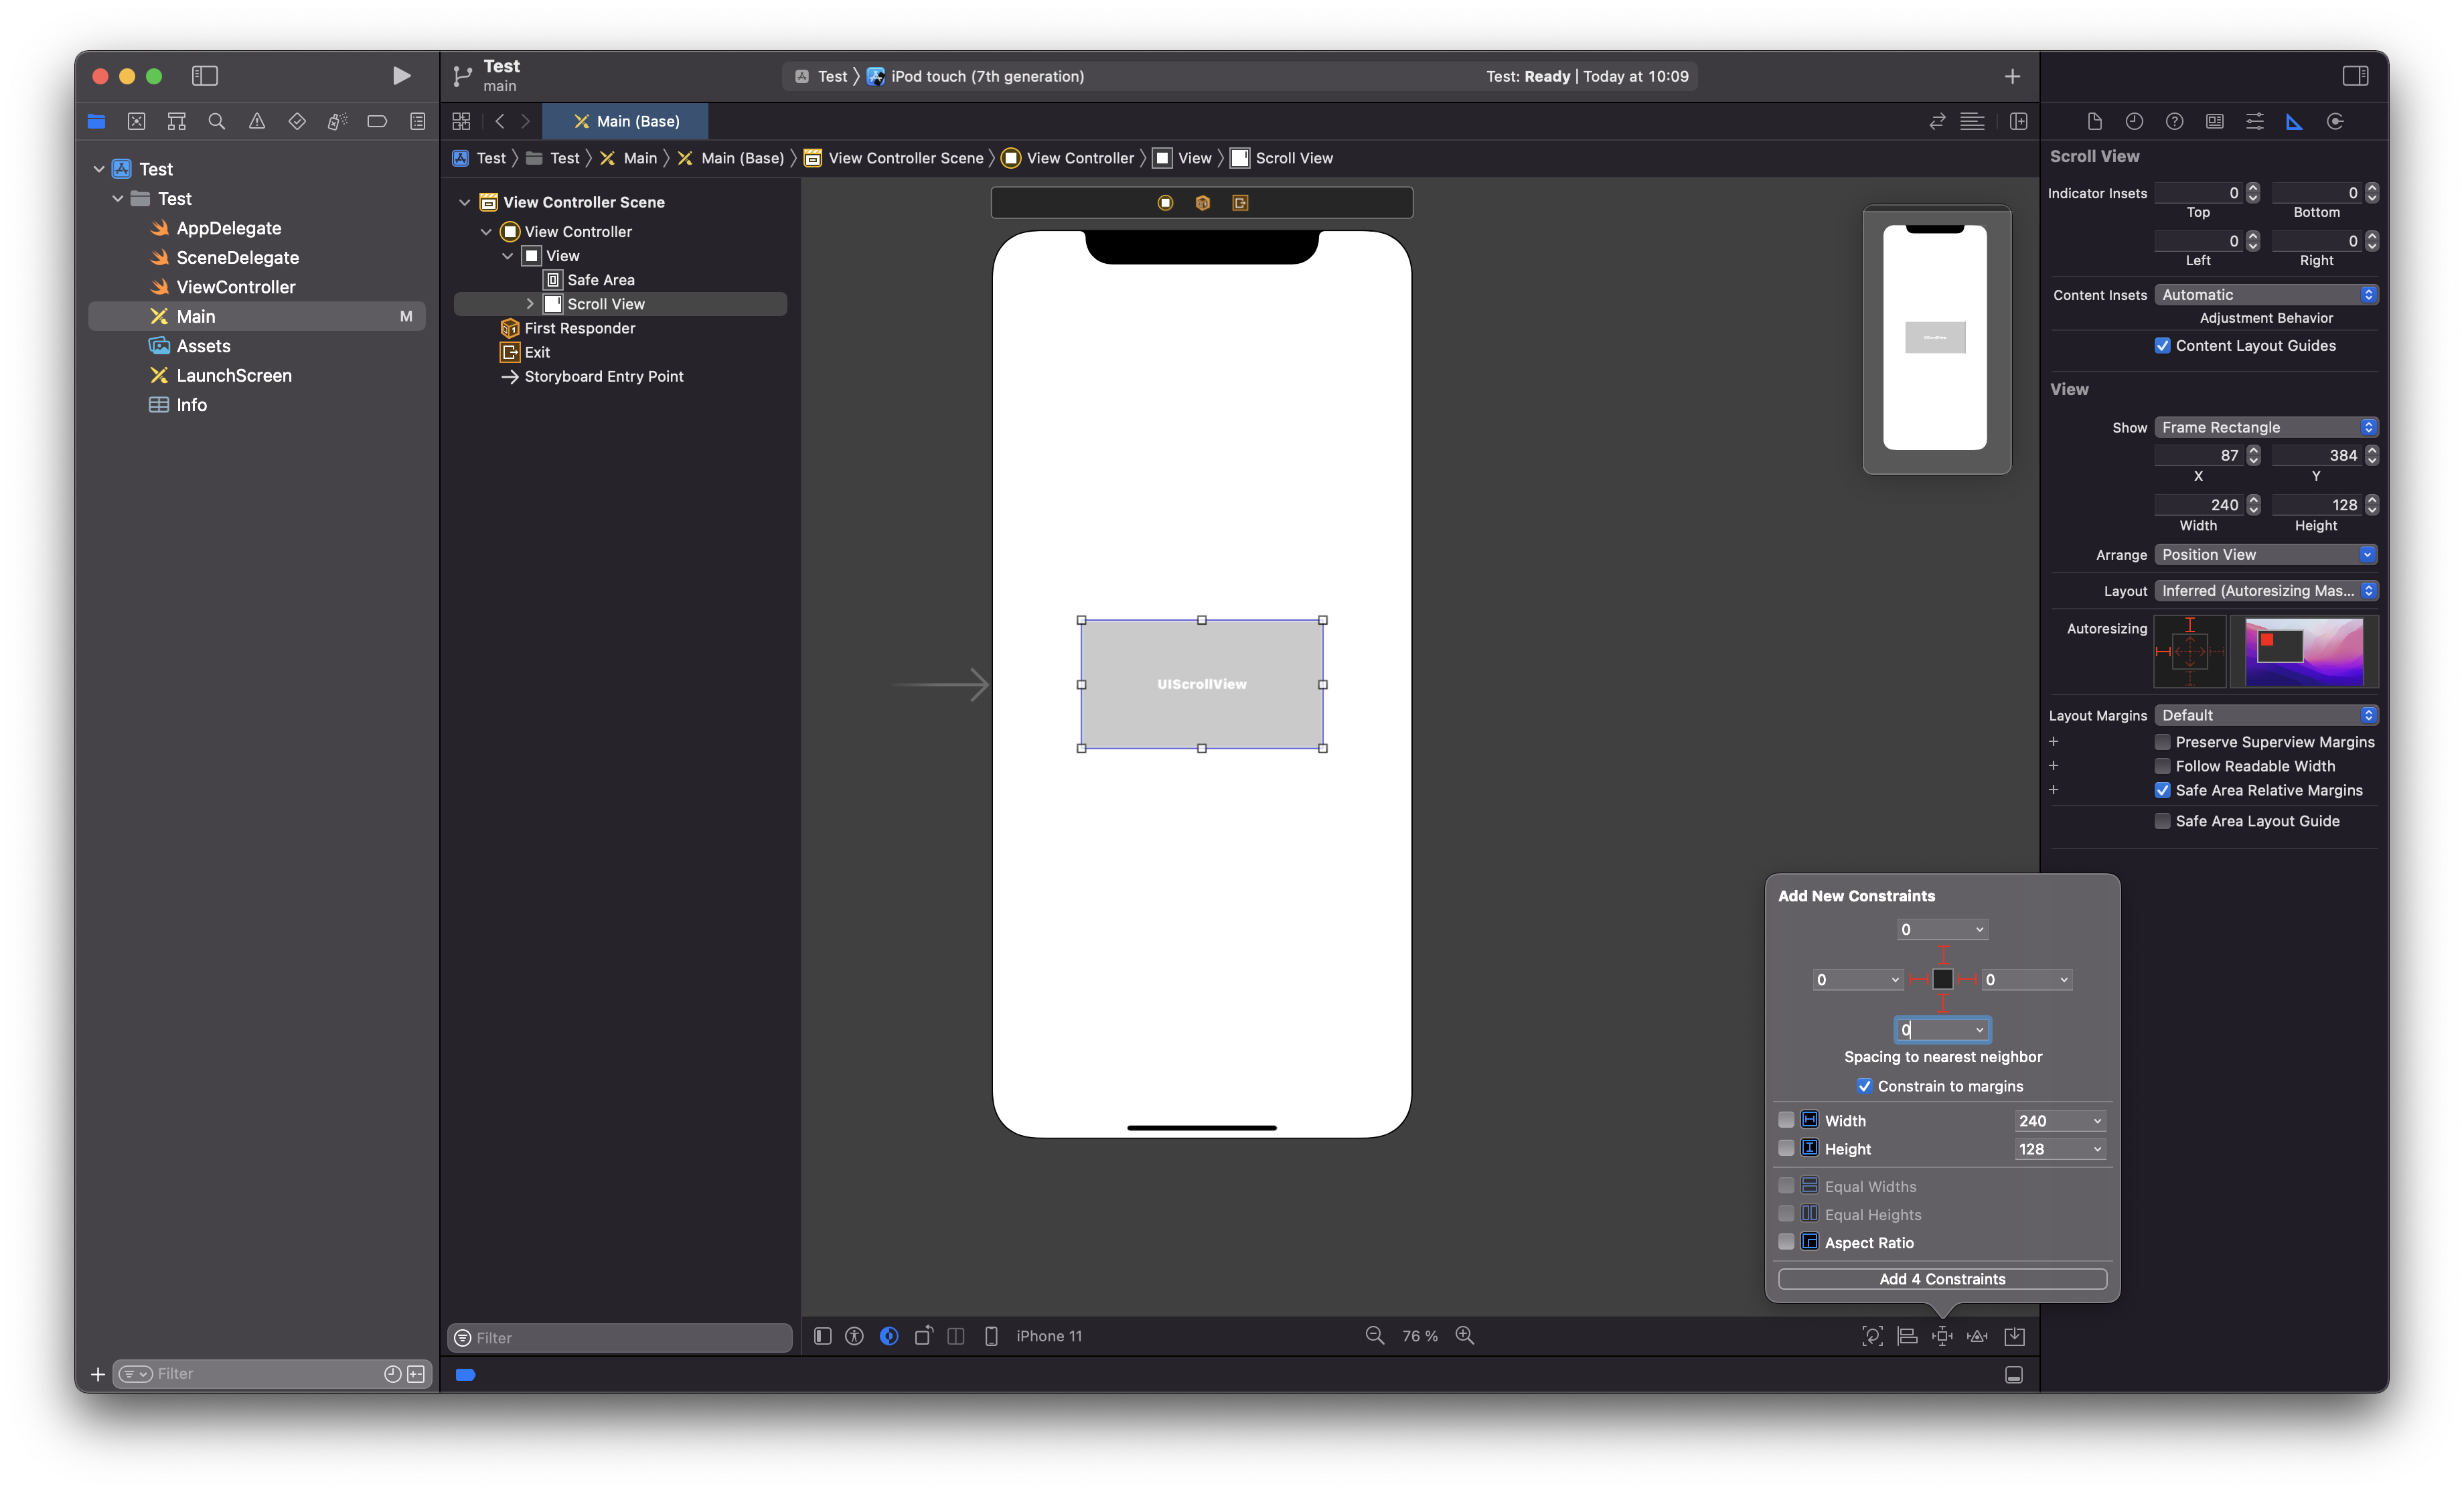 Test
main
Test
iPod touch (7th generation)
Test: Ready | Today at 10:09
Main (Base)
Test
Test
Main
Main (Base)
View Controller Scene
View Controller
View
Scroll View
Test
Test
AppDelegate
SceneDelegate
ViewController
Main M
Assets
LaunchScreen
Info
Filter
View Controller Scene
View Controller
View
Safe Area
Scroll View
First Responder
Exit
Storyboard Entry Point
Filter
UIScrollView
iPhone 11
76 %
Scroll View
Indicator Insets 0 0
Top Bottom
0 0
Left Right
Content Insets Automatic
Adjustment Behavior
Content Layout Guides
View
Show Frame Rectangle
87 384
X Y
240 128
Width Height
Arrange Position View
Layout Inferred (Autoresizing Mas...
Autoresizing
Layout Margins Default
Preserve Superview Margins
Follow Readable Width
Safe Area Relative Margins
Safe Area Layout Guide
Add New Constraints
0
0 0
0
Spacing to nearest neighbor
Constrain to margins
Width 240
Height 128
Equal Widths
Equal Heights
Aspect Ratio
Add 4 Constraints